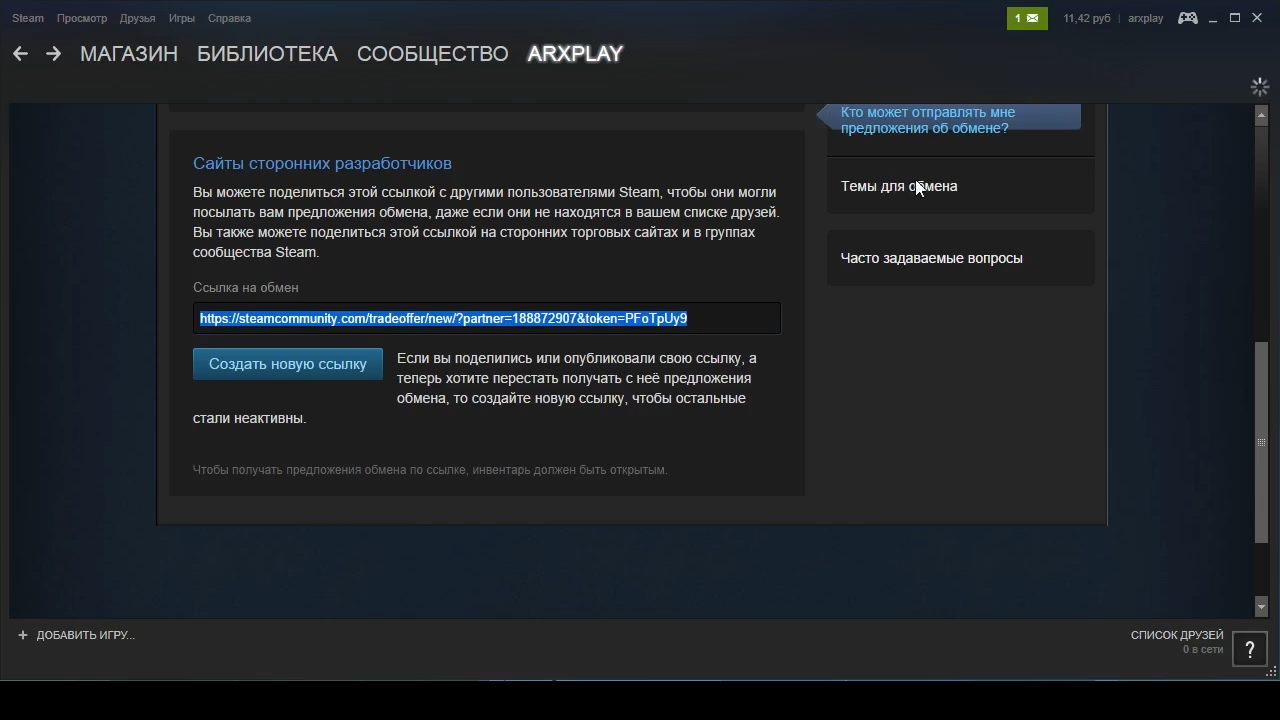 Steam Просмотр Друзья Игры Справка
1 11,42 руб arxplay
МАГАЗИН БИБЛИОТЕКА СООБЩЕСТВО ARXPLAY
Кто может отправлять мне
предложения об обмене?
Темы для обмена
Часто задаваемые вопросы
Сайты сторонних разработчиков
Вы можете поделиться этой ссылкой с другими пользователями Steam, чтобы они могли
посылать вам предложения обмена, даже если они не находятся в вашем списке друзей.
Вы также можете поделиться этой ссылкой на сторонних торговых сайтах и в группах
сообщества Steam.
Ссылка на обмен
https://steamcommunity.com/tradeoffer/new/?partner=188872907&token=PFoTpUy9
Создать новую ссылку
Если вы поделились или опубликовали свою ссылку, а
теперь хотите перестать получать с неё предложения
обмена, то создайте новую ссылку, чтобы остальные
стали неактивны.
Чтобы получать предложения обмена по ссылке, инвентарь должен быть открытым.
+ ДОБАВИТЬ ИГРУ...
СПИСОК ДРУЗЕЙ
0 в сети
?